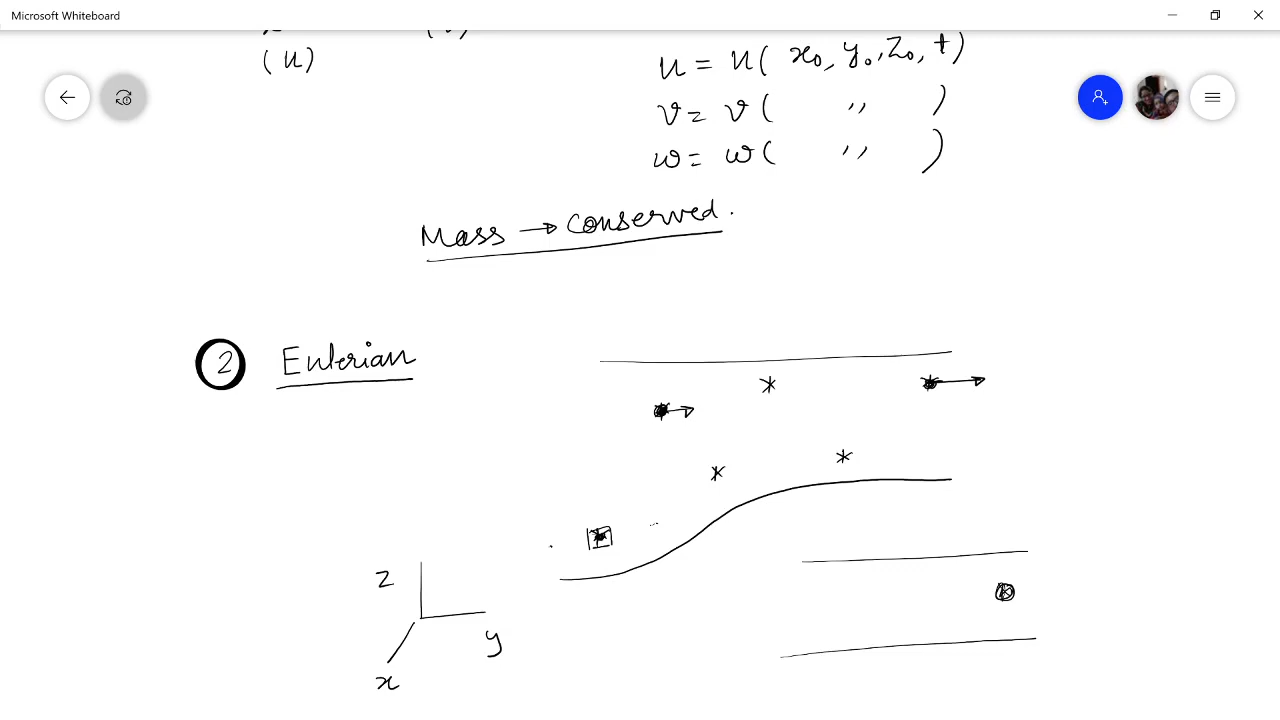 Microsoft Whiteboard
(u)
u = u( x₀, y₀, z₀, t)
v = v( ,, )
w = w( ,, )
Mass → Conserved.
2 Eulerian
z
y
x